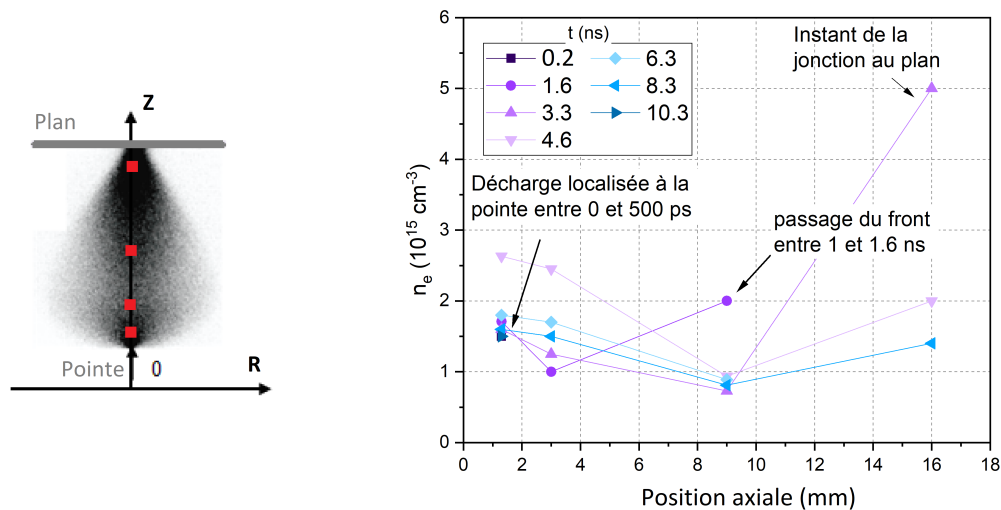 Z
Plan
Pointe
0
R
t (ns)
0.2
1.6
3.3
4.6
6.3
8.3
10.3
Instant de la
jonction au plan
Décharge localisée à la
pointe entre 0 et 500 ps
passage du front
entre 1 et 1.6 ns
nₑ (10¹⁵ cm⁻³)
6
5
4
3
2
1
0
0 2 4 6 8 10 12 14 16 18
Position axiale (mm)